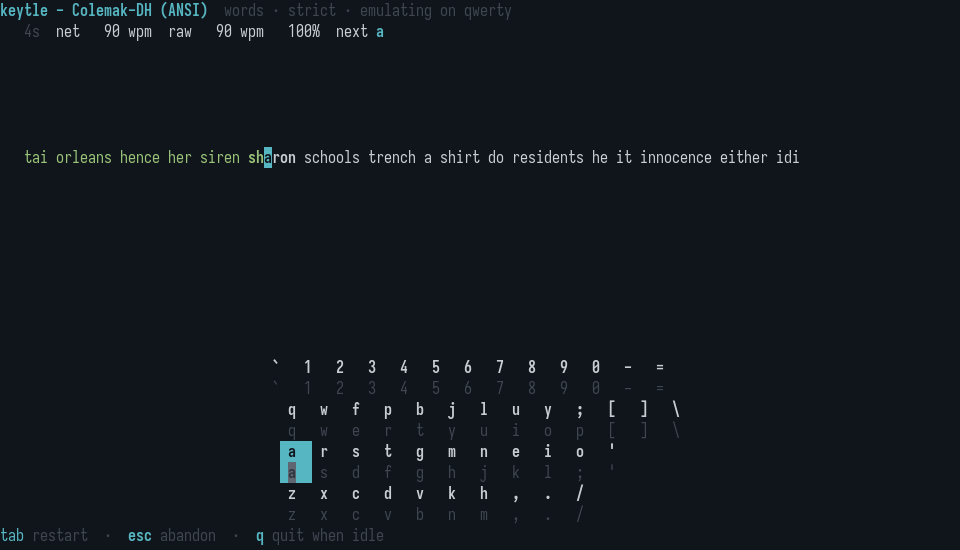 keytle - Colemak-DH (ANSI)  words · strict · emulating on qwerty
4s  net   90 wpm  raw   90 wpm   100%  next a
tai orleans hence her siren sharon schools trench a shirt do residents he it innocence either idi
`  1  2  3  4  5  6  7  8  9  0  -  =
`  1  2  3  4  5  6  7  8  9  0  -  =
q  w  f  p  b  j  l  u  y  ;  [  ]  \
q  w  e  r  t  y  u  i  o  p  [  ]  \
a  r  s  t  g  m  n  e  i  o  '
a  s  d  f  g  h  j  k  l  ;  '
z  x  c  d  v  k  h  ,  .  /
z  x  c  v  b  n  m  ,  .  /
tab restart  ·  esc abandon  ·  q quit when idle